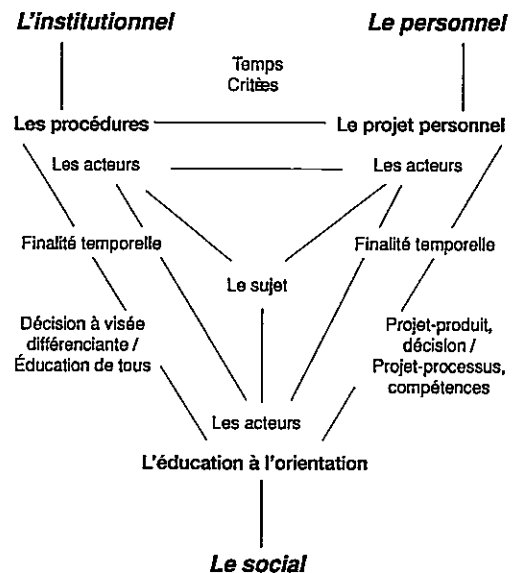 L'institutionnel
Le personnel
Temps
Critèes
Les procédures
Le projet personnel
Les acteurs
Les acteurs
Finalité temporelle
Finalité temporelle
Le sujet
Décision à visée
différenciante /
Éducation de tous
Projet-produit,
décision /
Projet-processus,
compétences
Les acteurs
L'éducation à l'orientation
Le social